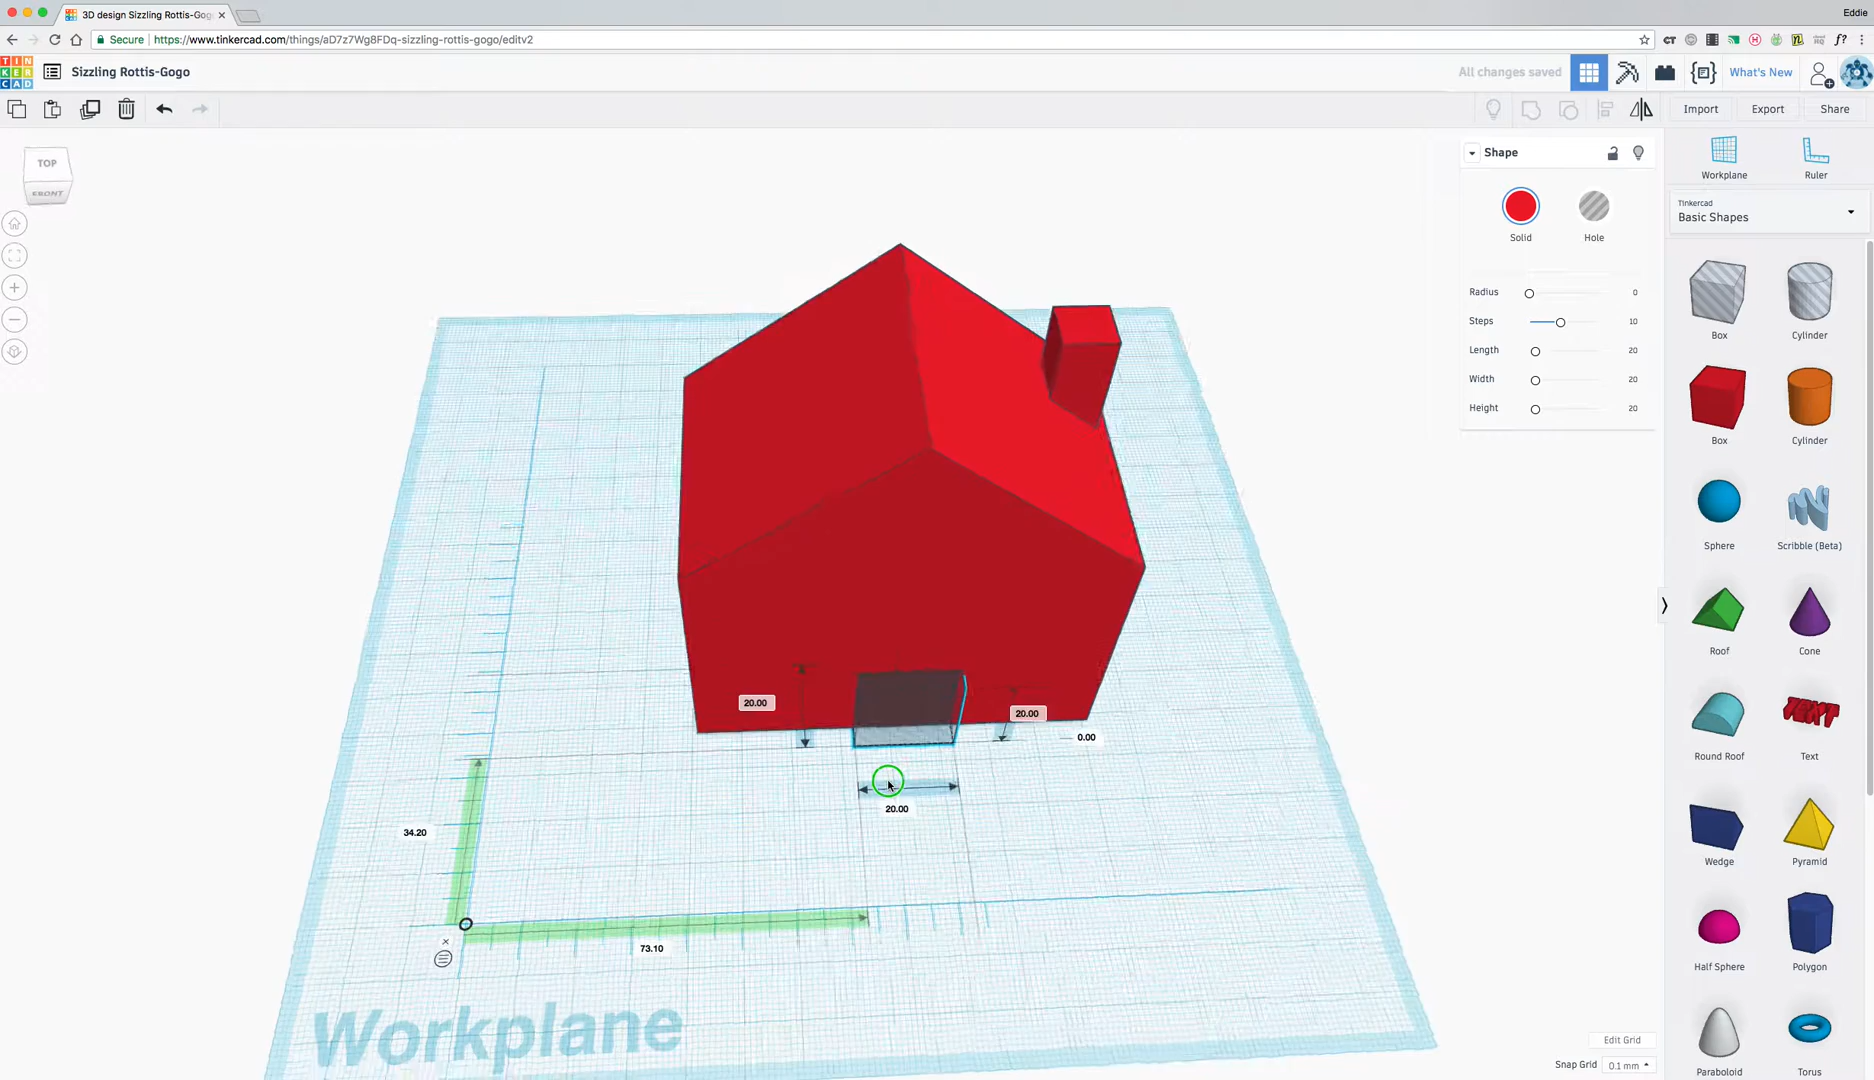 3D design Sizzling Rottis-Gog
Eddie
Secure
https://www.tinkercad.com/things/aD7z7Wg8FDq-sizzling-rottis-gogo/editv2
TIN
KER
CAD
Sizzling Rottis-Gogo
All changes saved
What's New
Import
Export
Share
TOP
FRONT
Shape
Solid
Hole
Radius 0
Steps 10
Length 20
Width 20
Height 20
Workplane
Ruler
Tinkercad
Basic Shapes
Box
Cylinder
Box
Cylinder
Sphere
Scribble (Beta)
Roof
Cone
Round Roof
TEXT
Text
Wedge
Pyramid
Half Sphere
Polygon
Paraboloid
Torus
20.00
20.00
0.00
20.00
34.20
73.10
Workplane
Edit Grid
Snap Grid 0.1 mm